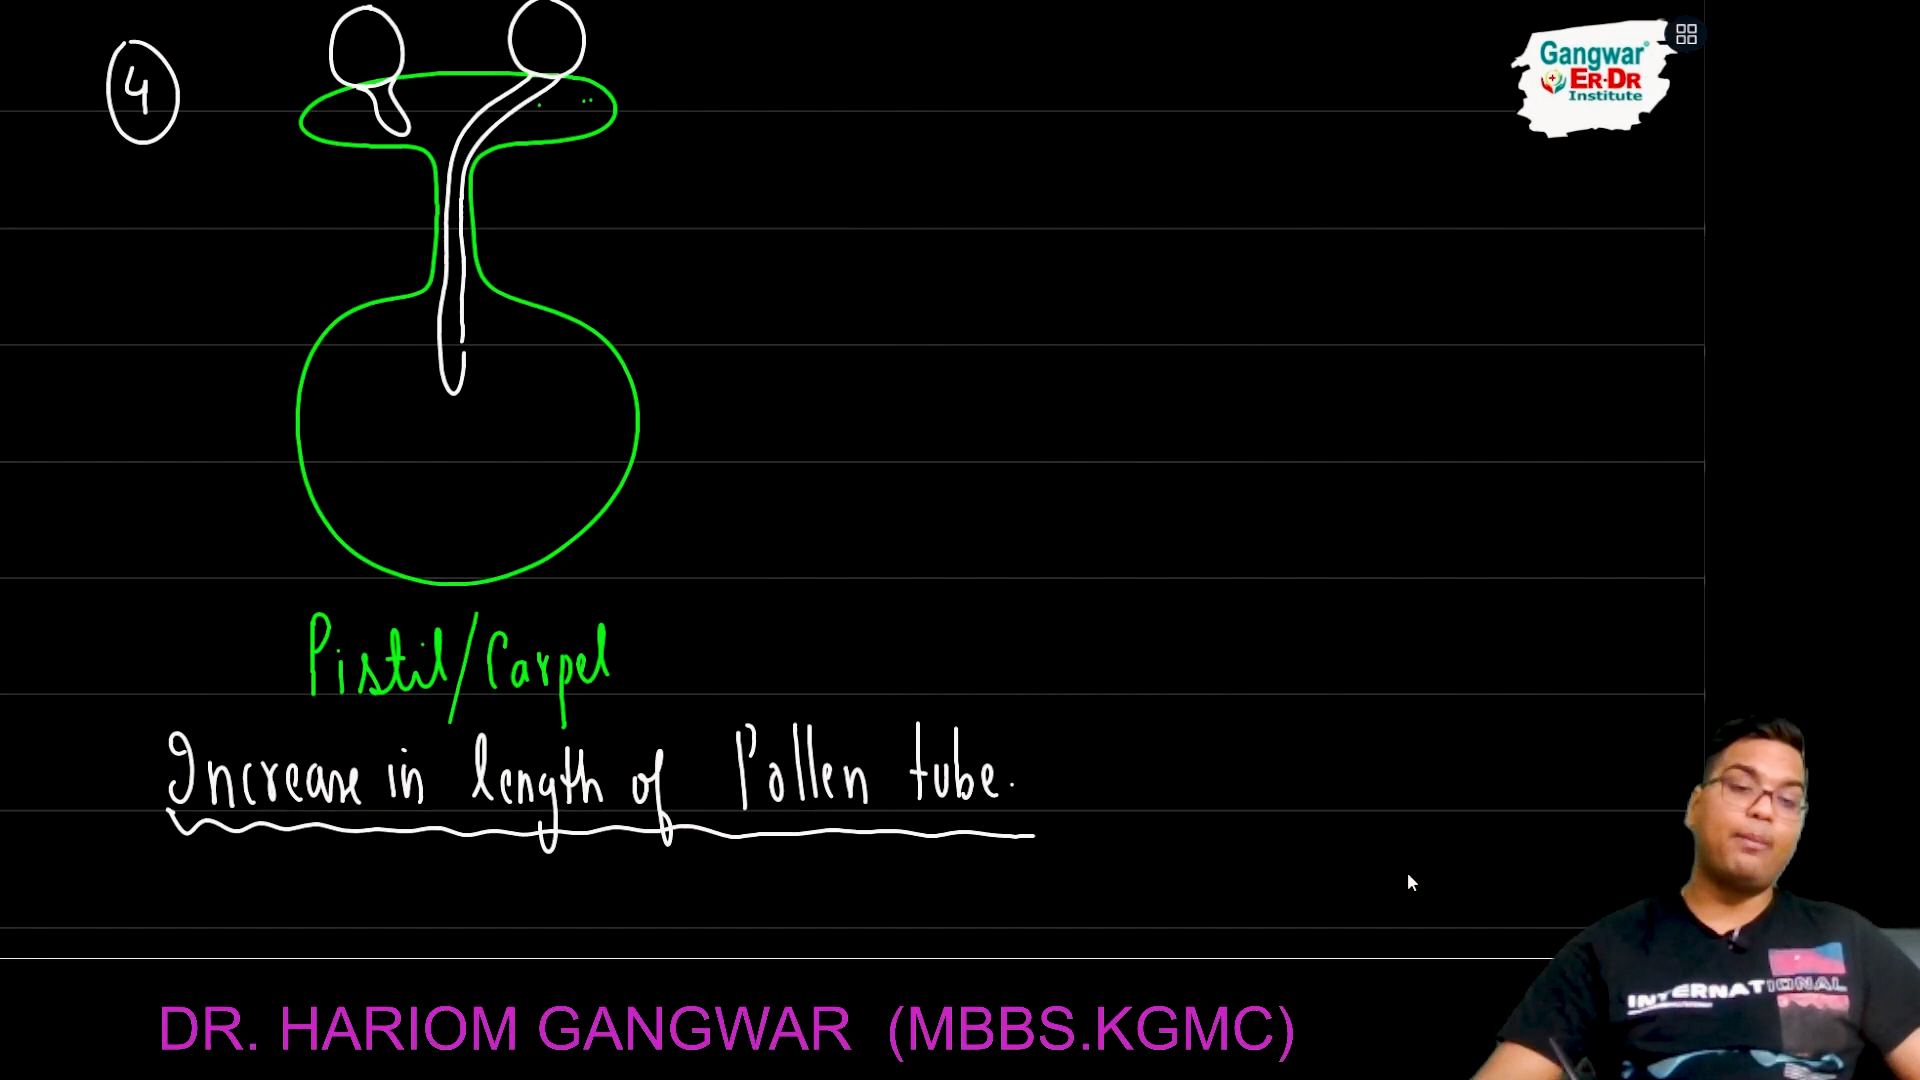 4
Gangwar
ER-DR
Institute
Pistil/Carpel
Increase in length of Pollen tube.
DR. HARIOM GANGWAR (MBBS.KGMC)
INTERNATIONAL